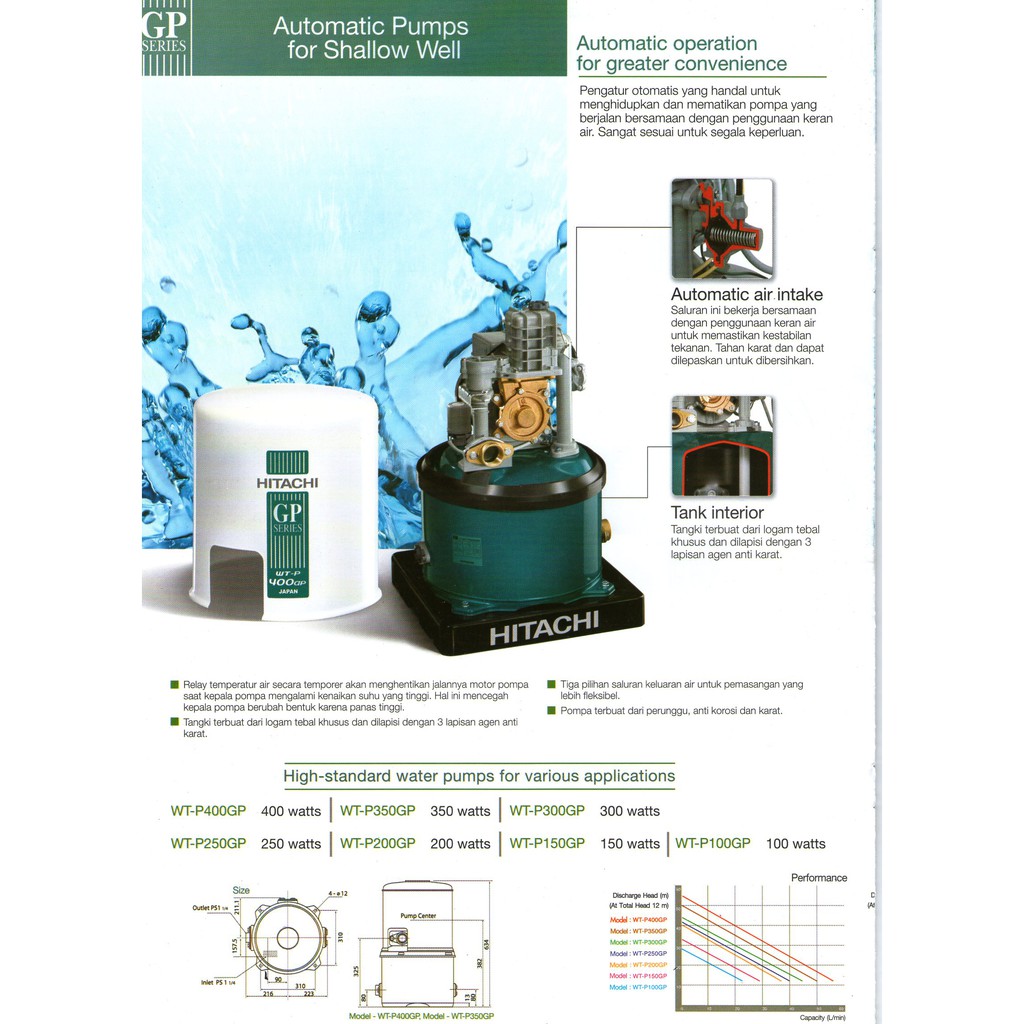 GP
SERIES
Automatic Pumps
for Shallow Well
Automatic operation
for greater convenience
Pengatur otomatis yang handal untuk
menghidupkan dan mematikan pompa yang
berjalan bersamaan dengan penggunaan keran
air. Sangat sesuai untuk segala keperluan.
Automatic air intake
Saluran ini bekerja bersamaan
dengan penggunaan keran air
untuk memastikan kestabilan
tekanan. Tahan karat dan dapat
dilepaskan untuk dibersihkan.
Tank interior
Tangki terbuat dari logam tebal
khusus dan dilapisi dengan 3
lapisan agen anti karat.
HITACHI
GP
SERIES
WT-P
400GP
JAPAN
HITACHI
Relay temperatur air secara temporer akan menghentikan jalannya motor pompa
saat kepala pompa mengalami kenaikan suhu yang tinggi. Hal ini mencegah
kepala pompa berubah bentuk karena panas tinggi.
Tangki terbuat dari logam tebal khusus dan dilapisi dengan 3 lapisan agen anti
karat.
Tiga pilihan saluran keluaran air untuk pemasangan yang
lebih fleksibel.
Pompa terbuat dari perunggu, anti korosi dan karat.
High-standard water pumps for various applications
WT-P400GP 400 watts WT-P350GP 350 watts WT-P300GP 300 watts
WT-P250GP 250 watts WT-P200GP 200 watts WT-P150GP 150 watts WT-P100GP 100 watts
Size
4-ø12
211.1
Outlet PS1 1/4
157.5
310
Inlet PS 1 1/4
90
310
216 223
Pump Center
634
382
325
80
13
80
Model - WT-P400GP, Model - WT-P350GP
Performance
Discharge Head (m)
(At Total Head 12 m)
Model : WT-P400GP
Model : WT-P350GP
Model : WT-P300GP
Model : WT-P250GP
Model : WT-P200GP
Model : WT-P150GP
Model : WT-P100GP
0 10 20 30 40 50 60
Capacity (L/min)